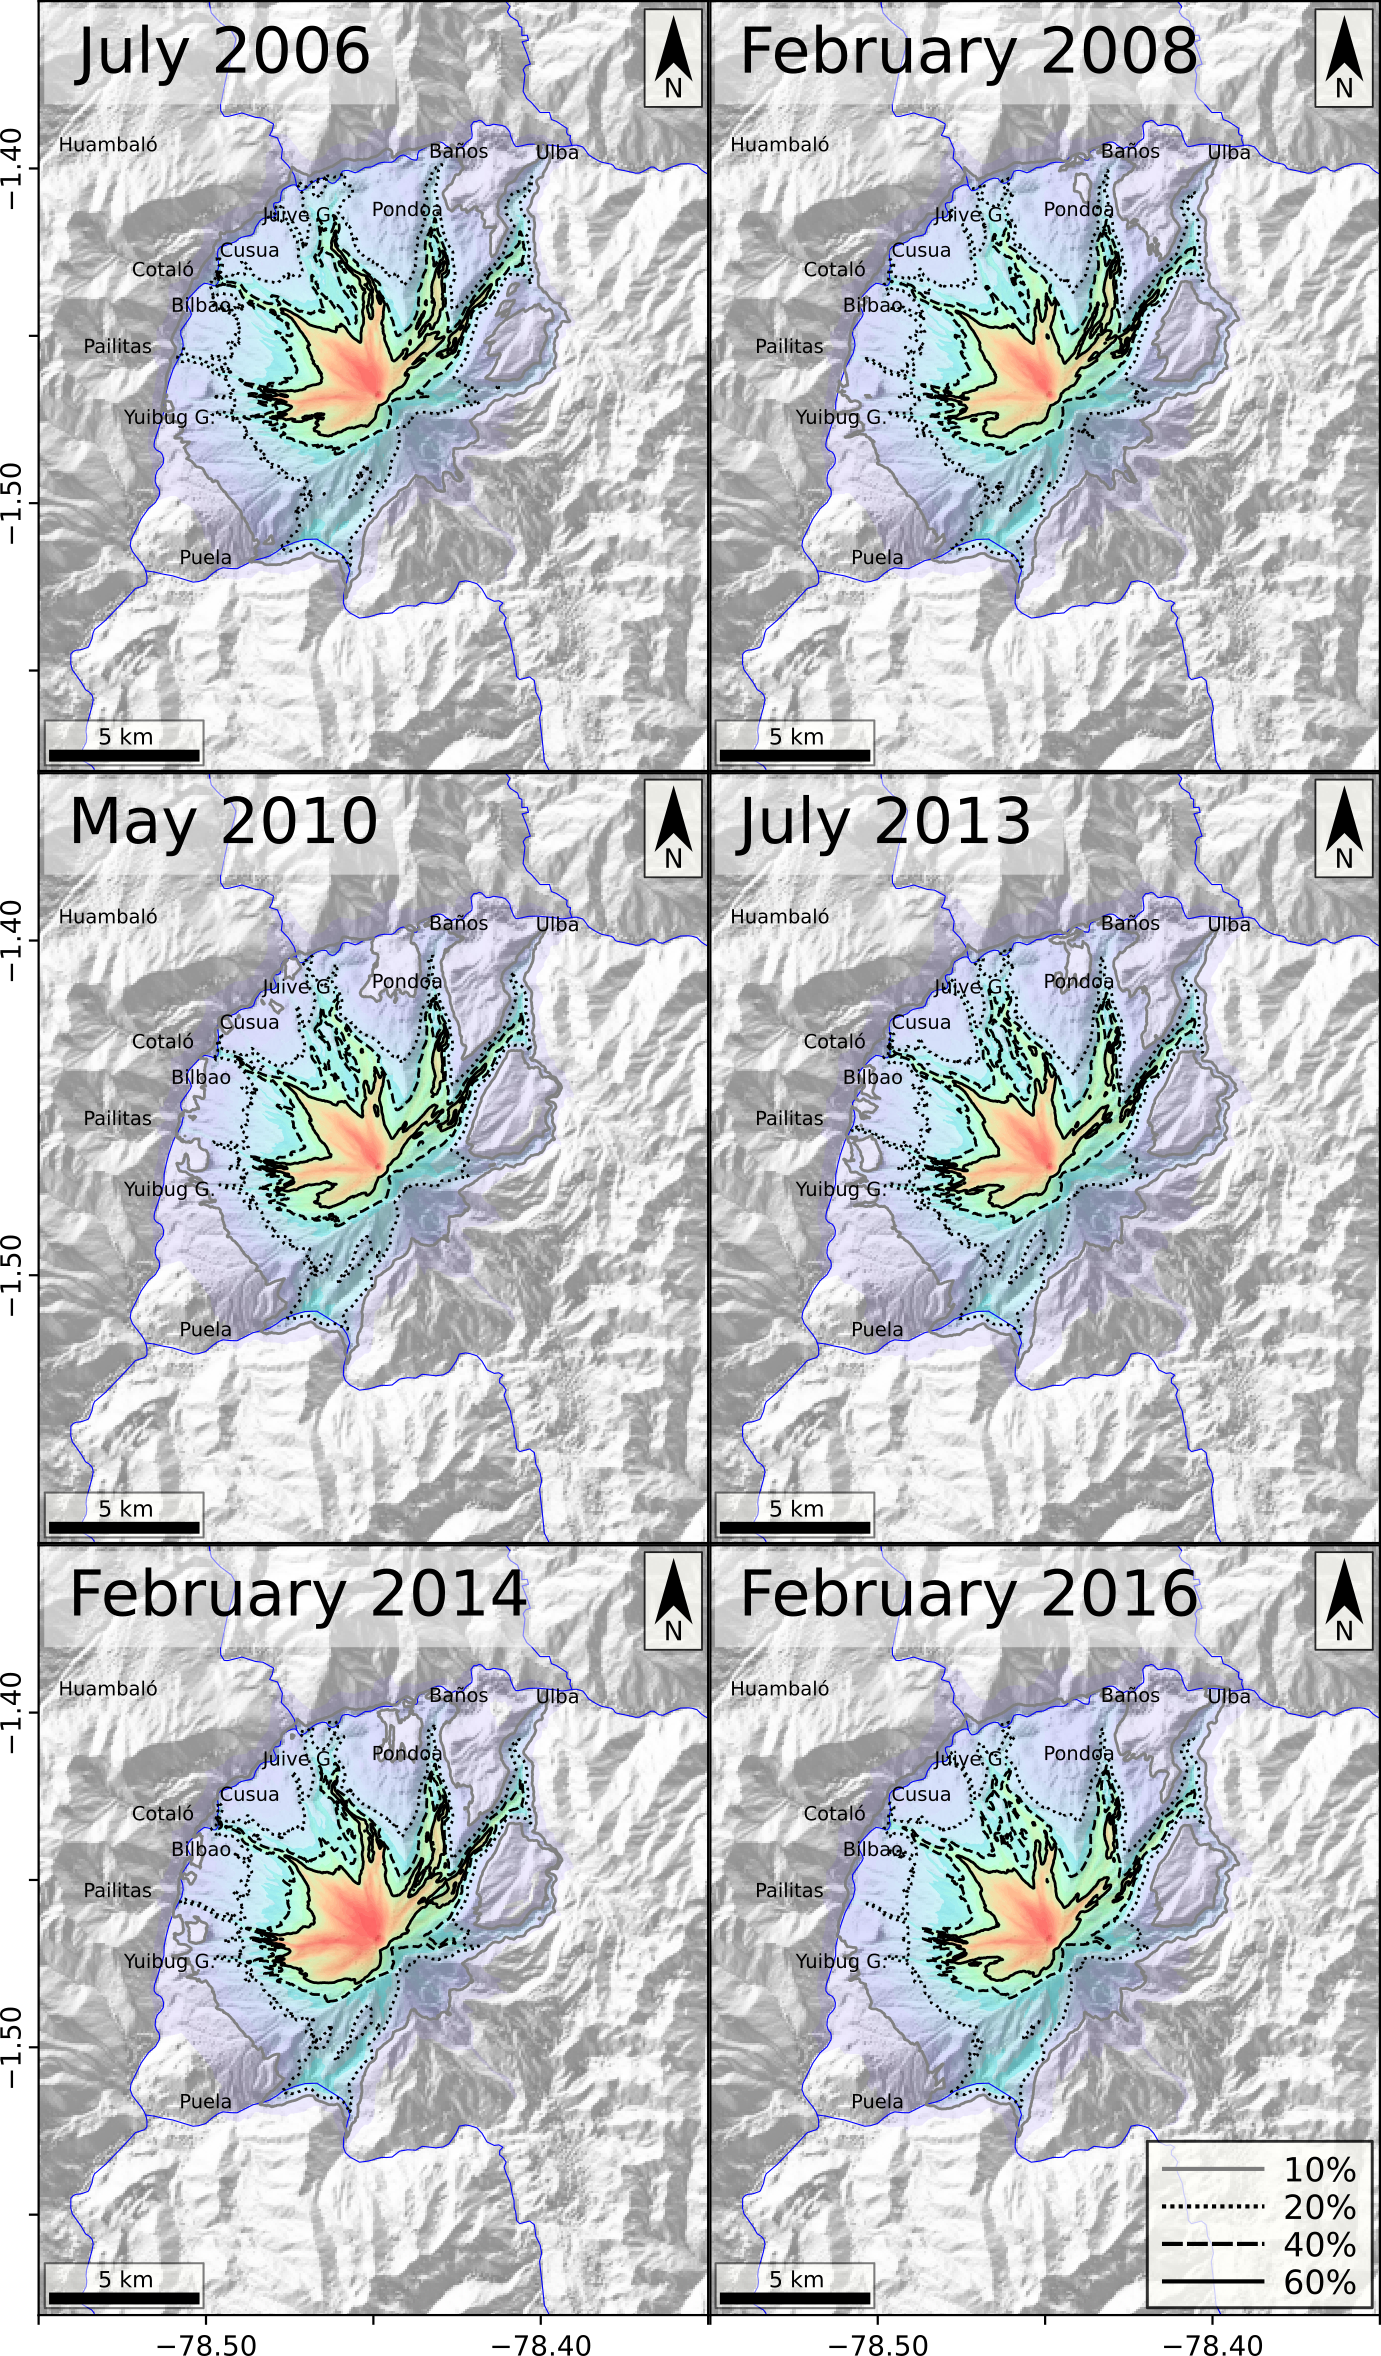 July 2006
N
−1.40
Huambaló
Baños
Ulba
Juive G.
Pondoa
Cusua
Cotaló
Bilbao
Pailitas
Yuibug G.
−1.50
Puela
5 km
February 2008
N
Huambaló
Baños
Ulba
Juive G.
Pondoa
Cusua
Cotaló
Bilbao
Pailitas
Yuibug G.
Puela
5 km
May 2010
N
−1.40
Huambaló
Baños
Ulba
Juive G.
Pondoa
Cusua
Cotaló
Bilbao
Pailitas
Yuibug G.
−1.50
Puela
5 km
July 2013
N
Huambaló
Baños
Ulba
Juive G.
Pondoa
Cusua
Cotaló
Bilbao
Pailitas
Yuibug G.
Puela
5 km
February 2014
N
−1.40
Huambaló
Baños
Ulba
Juive G.
Pondoa
Cusua
Cotaló
Bilbao
Pailitas
Yuibug G.
−1.50
Puela
5 km
−78.50
−78.40
February 2016
N
Huambaló
Baños
Ulba
Juive G.
Pondoa
Cusua
Cotaló
Bilbao
Pailitas
Yuibug G.
Puela
5 km
10%
20%
40%
60%
−78.50
−78.40